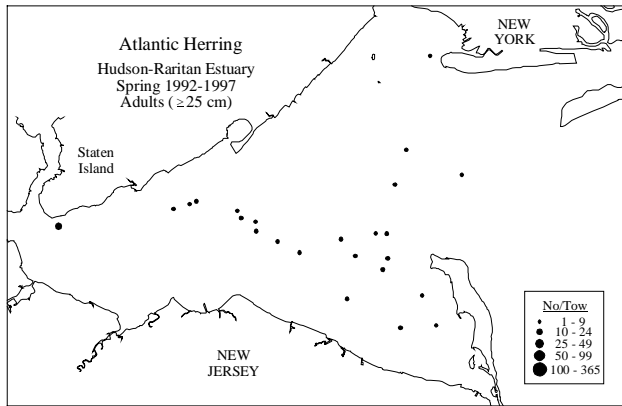 Atlantic Herring
Hudson-Raritan Estuary
Spring 1992-1997
Adults (≥25 cm)
NEW
YORK
Staten
Island
NEW
JERSEY
No/Tow
1 - 9
10 - 24
25 - 49
50 - 99
100 - 365